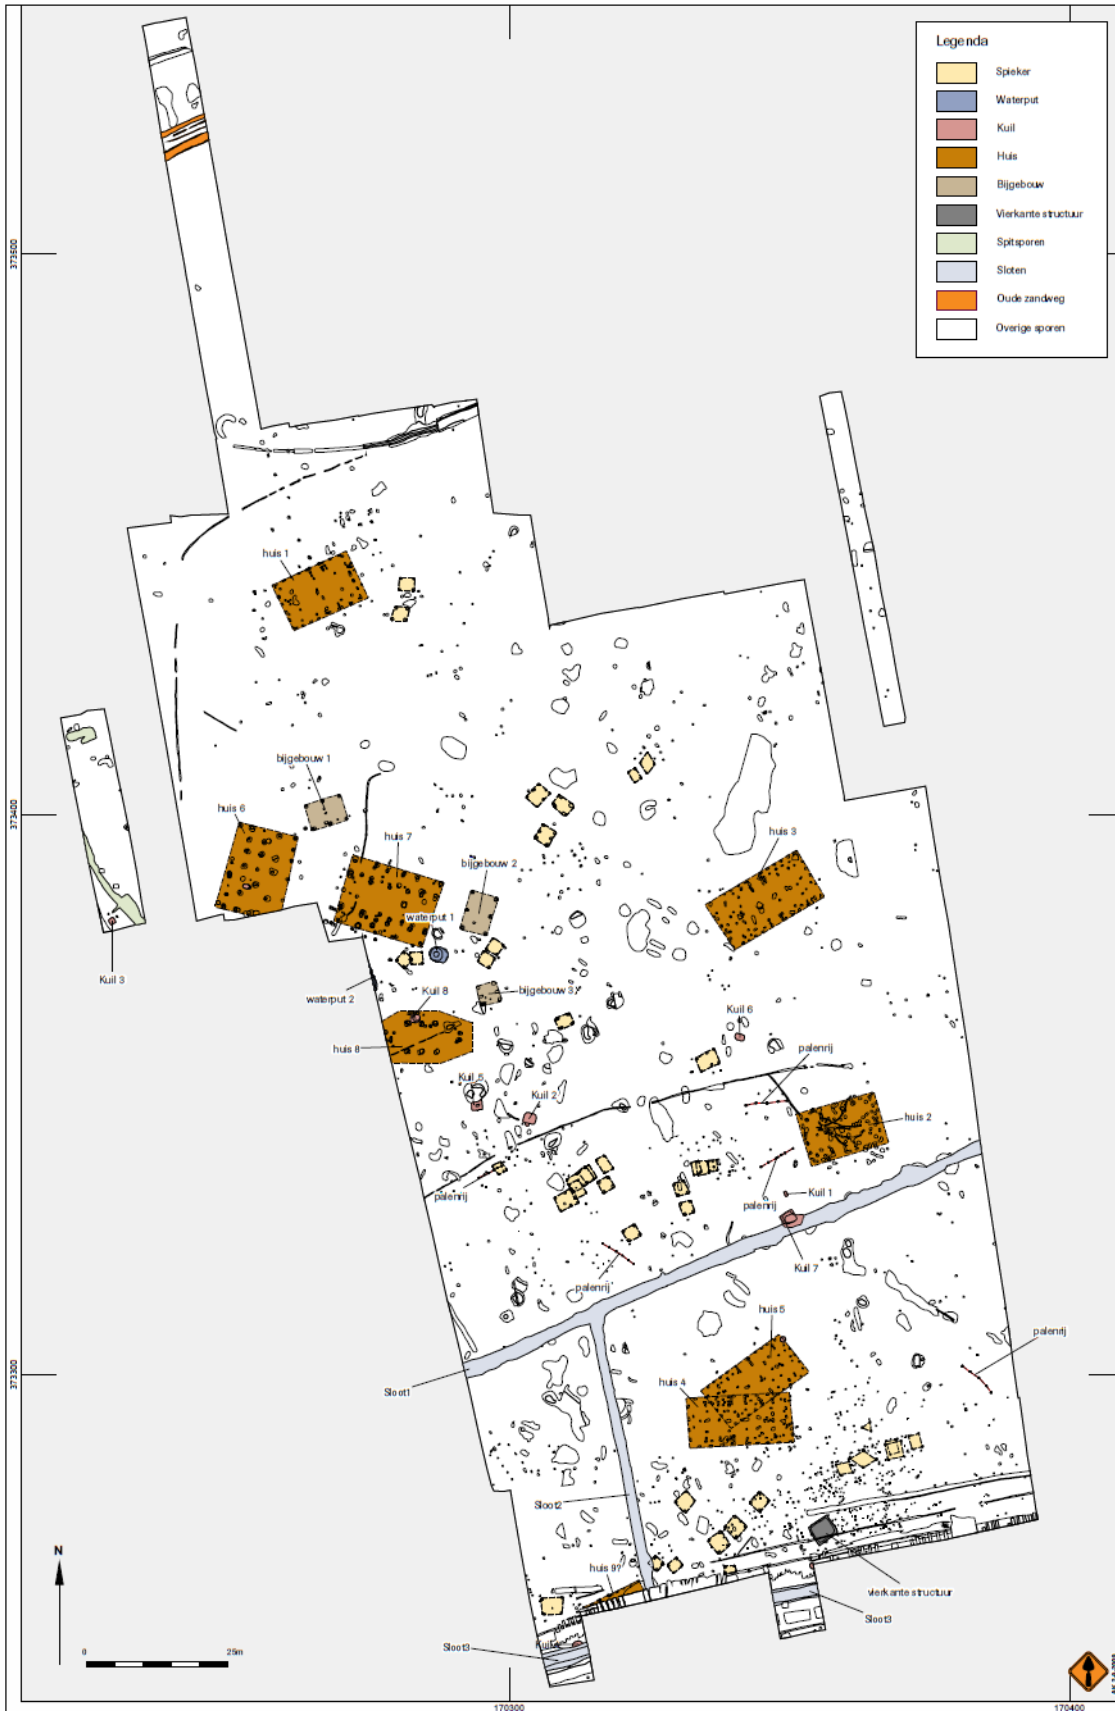 Legenda
Spieker
Waterput
Kuil
Huis
Bijgebouw
Vierkante structuur
Spitsporen
Sloten
Oude zandweg
Overige sporen
373500
huis 1
bijgebouw 1
373400
huis 6
huis 7
huis 3
bijgebouw 2
waterput 1
Kuil 3
waterput 2
Kuil 8
bijgebouw 3
Kuil 6
huis 8
palenrij
Kuil 5
Kuil 2
huis 2
palenrij
palenrij
Kuil 1
Kuil 7
palenrij
huis 5
palenrij
373300
Sloot1
huis 4
Sloot2
N
huis 9?
vierkante structuur
Sloot3
Sloot3
0
25m
170300
170400